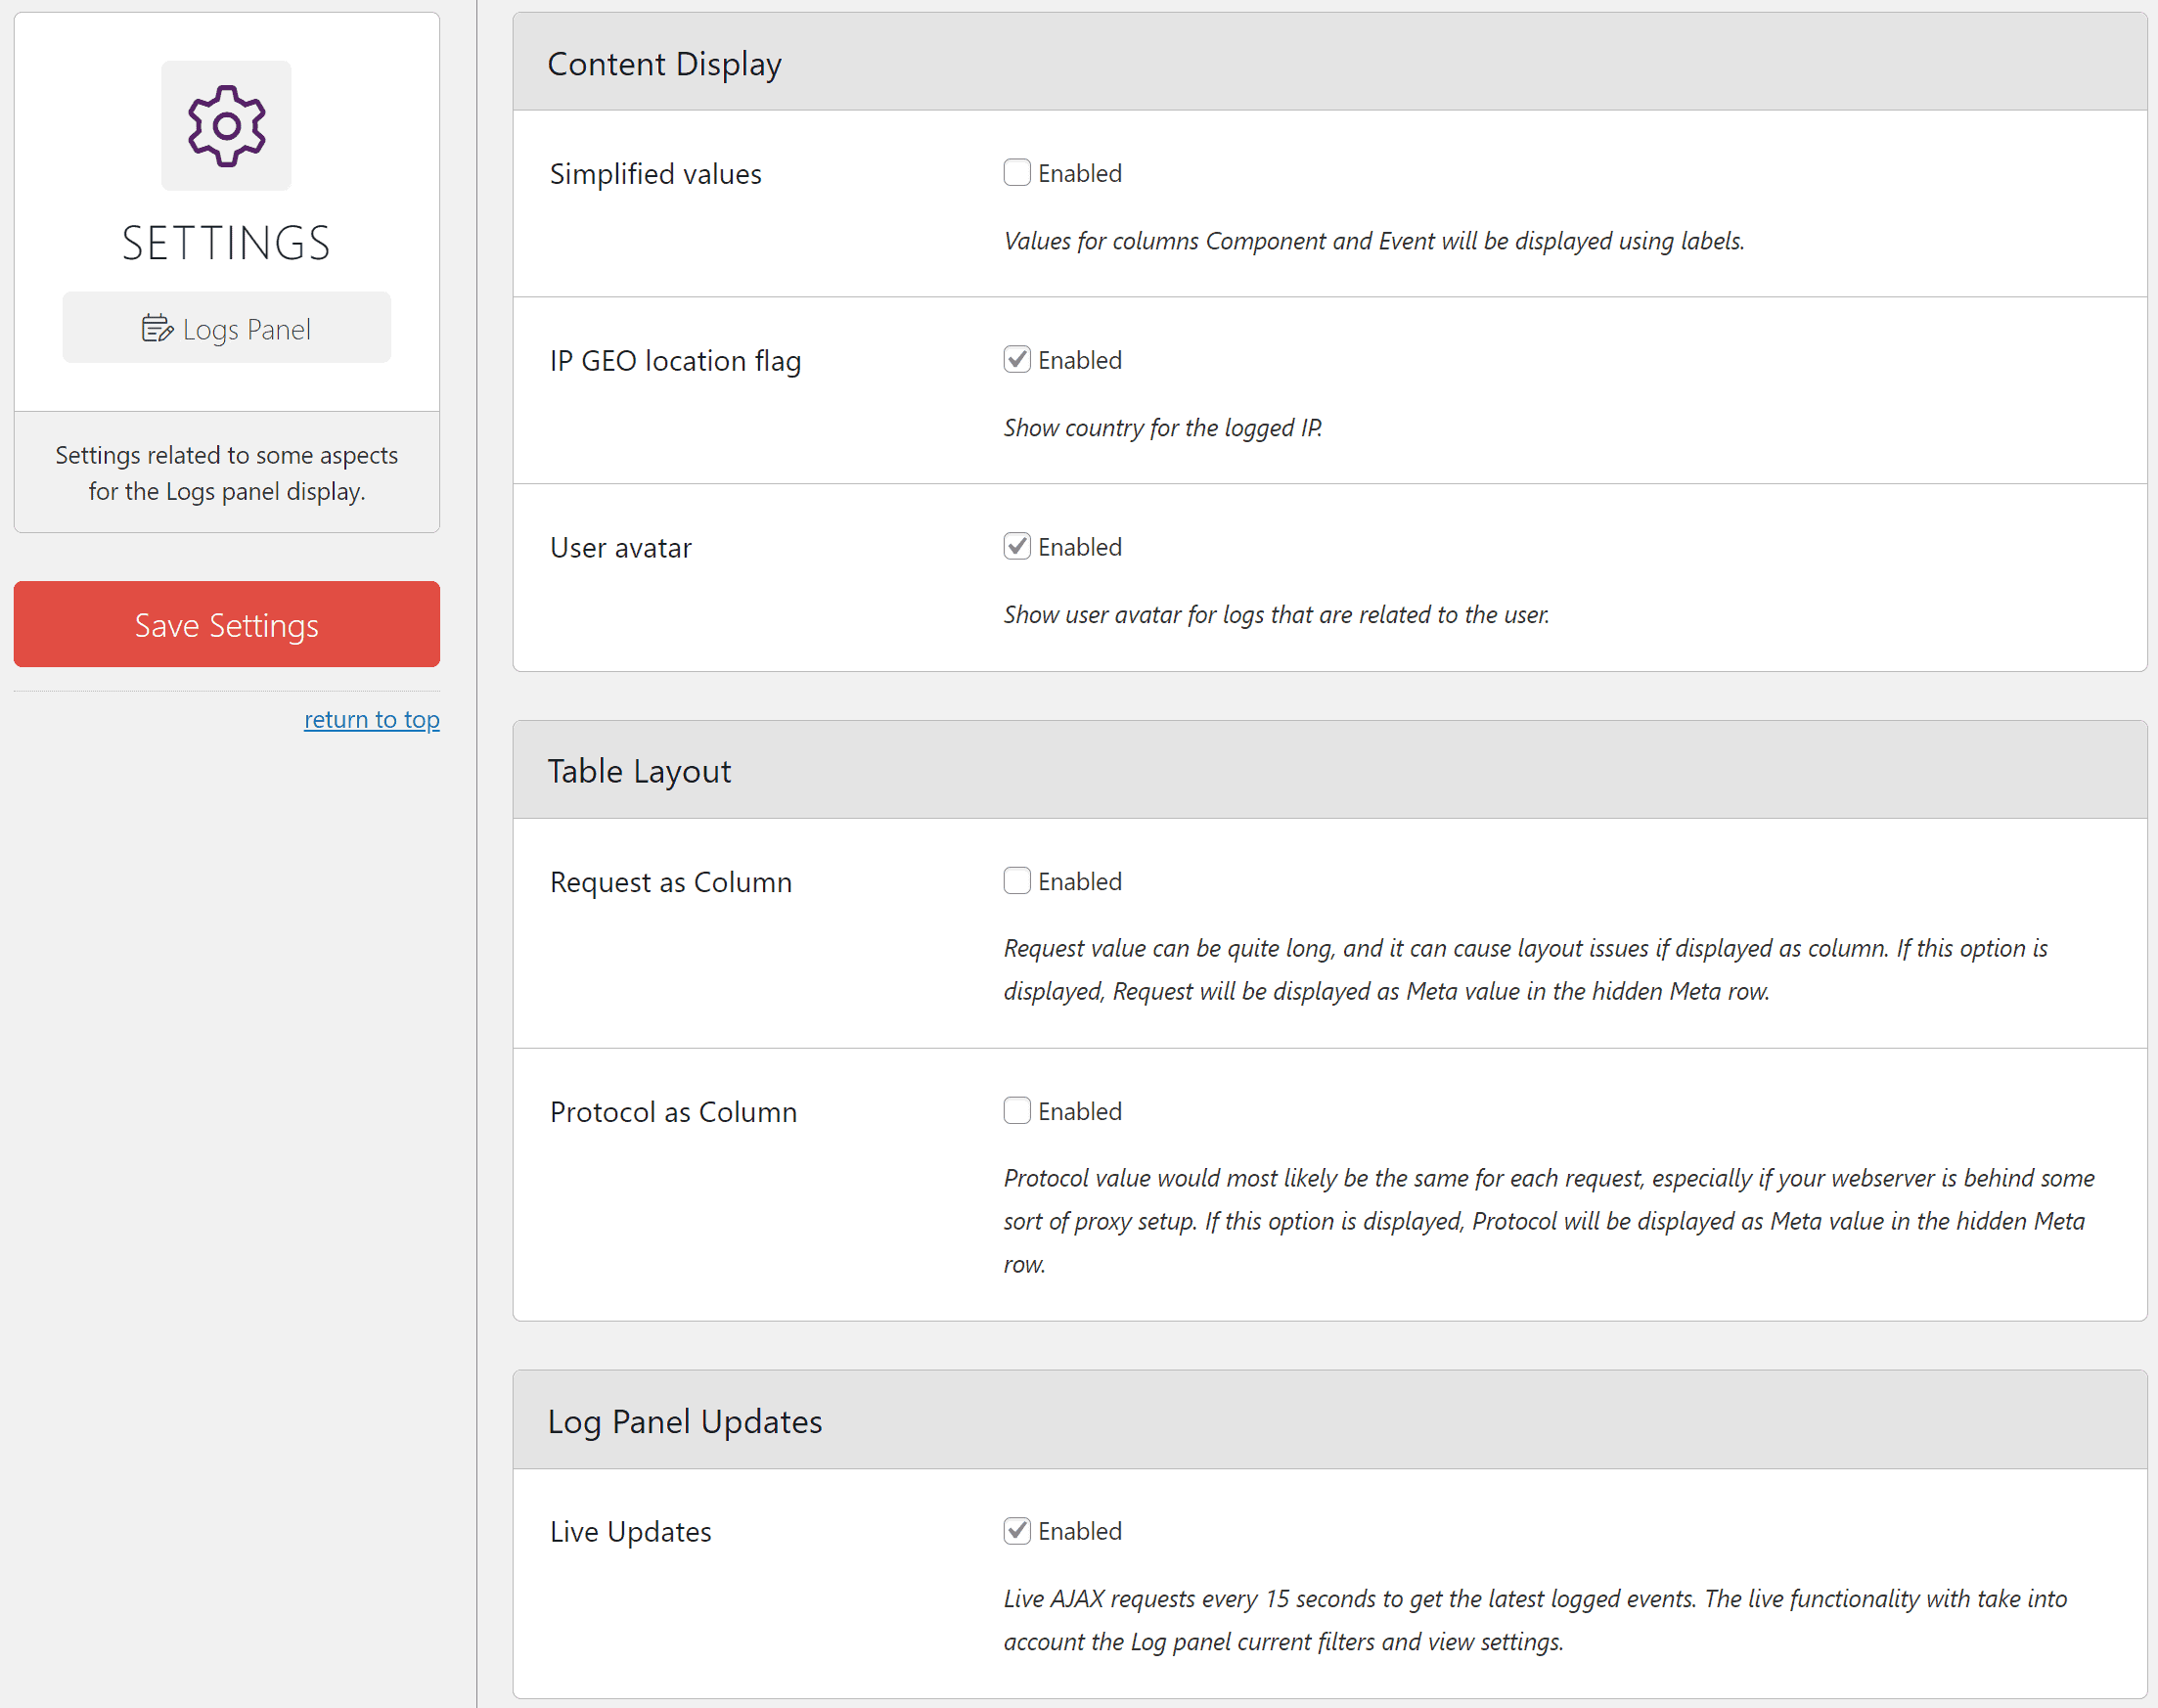 SETTINGS
Logs Panel
Settings related to some aspects
for the Logs panel display.
Save Settings
return to top
Content Display
Simplified values
Enabled
Values for columns Component and Event will be displayed using labels.
IP GEO location flag
Enabled
Show country for the logged IP.
User avatar
Enabled
Show user avatar for logs that are related to the user.
Table Layout
Request as Column
Enabled
Request value can be quite long, and it can cause layout issues if displayed as column. If this option is
displayed, Request will be displayed as Meta value in the hidden Meta row.
Protocol as Column
Enabled
Protocol value would most likely be the same for each request, especially if your webserver is behind some
sort of proxy setup. If this option is displayed, Protocol will be displayed as Meta value in the hidden Meta
row.
Log Panel Updates
Live Updates
Enabled
Live AJAX requests every 15 seconds to get the latest logged events. The live functionality with take into
account the Log panel current filters and view settings.